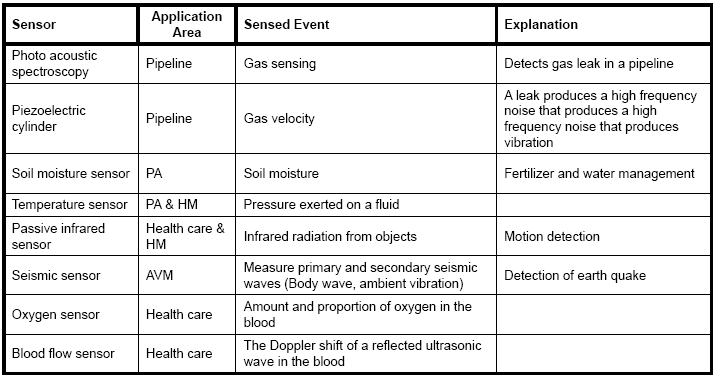 Sensor Application Area Sensed Event Explanation
Photo acoustic spectroscopy Pipeline Gas sensing Detects gas leak in a pipeline
Piezoelectric cylinder Pipeline Gas velocity A leak produces a high frequency noise that produces a high frequency noise that produces vibration
Soil moisture sensor PA Soil moisture Fertilizer and water management
Temperature sensor PA & HM Pressure exerted on a fluid
Passive infrared sensor Health care & HM Infrared radiation from objects Motion detection
Seismic sensor AVM Measure primary and secondary seismic waves (Body wave, ambient vibration) Detection of earth quake
Oxygen sensor Health care Amount and proportion of oxygen in the blood
Blood flow sensor Health care The Doppler shift of a reflected ultrasonic wave in the blood